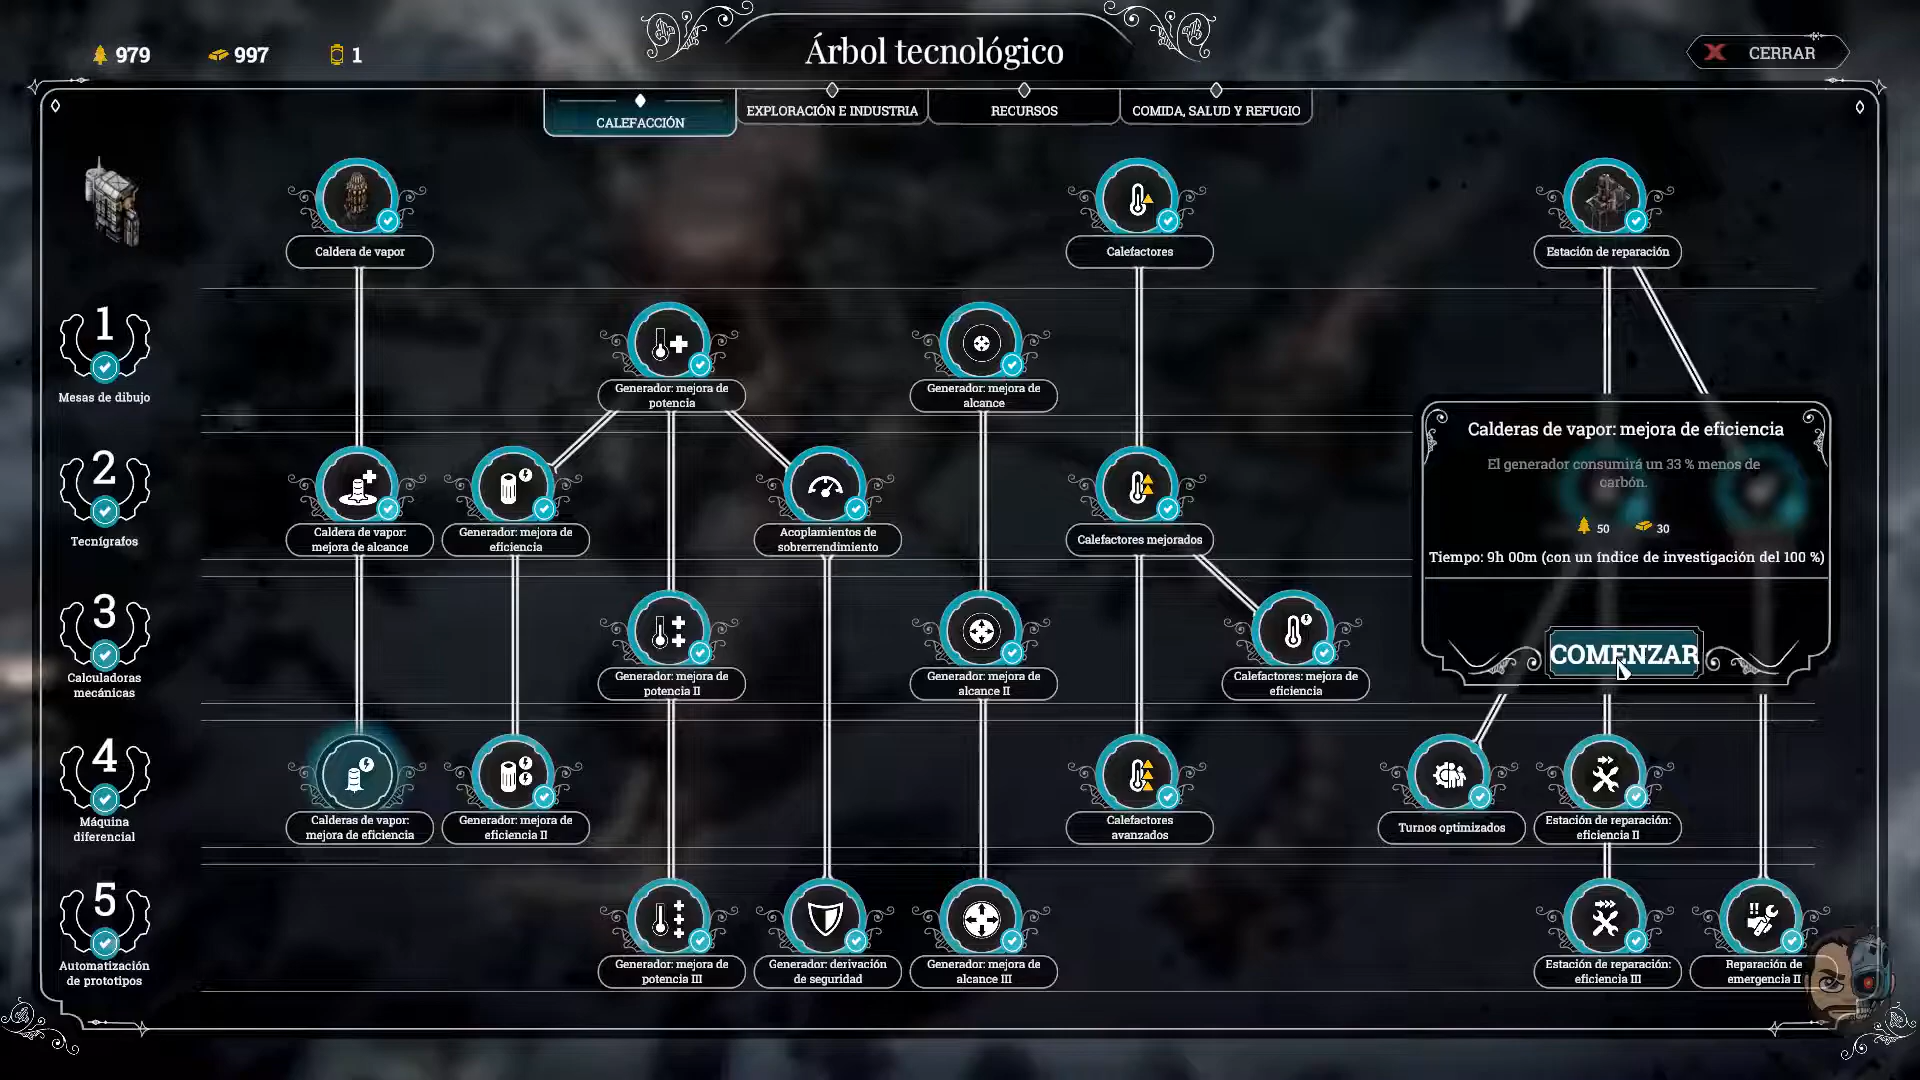 979
997
1
Árbol tecnológico
CERRAR
CALEFACCIÓN
EXPLORACIÓN E INDUSTRIA
RECURSOS
COMIDA, SALUD Y REFUGIO
Caldera de vapor
Calefactores
Estación de reparación
1
Mesas de dibujo
Generador: mejora de
potencia
Generador: mejora de
alcance
2
Tecnígrafos
Caldera de vapor:
mejora de alcance
Generador: mejora de
eficiencia
Acoplamientos de
sobrerrendimiento
Calefactores mejorados
Calderas de vapor: mejora de eficiencia
El generador consumirá un 33 % menos de
carbón.
50
30
Tiempo: 9h 00m (con un índice de investigación del 100 %)
COMENZAR
3
Calculadoras
mecánicas
Generador: mejora de
potencia II
Generador: mejora de
alcance II
Calefactores: mejora de
eficiencia
4
Máquina
diferencial
Calderas de vapor:
mejora de eficiencia
Generador: mejora de
eficiencia II
Calefactores
avanzados
Turnos optimizados
Estación de reparación:
eficiencia II
5
Automatización
de prototipos
Generador: mejora de
potencia III
Generador: derivación
de seguridad
Generador: mejora de
alcance III
Estación de reparación:
eficiencia III
Reparación de
emergencia II